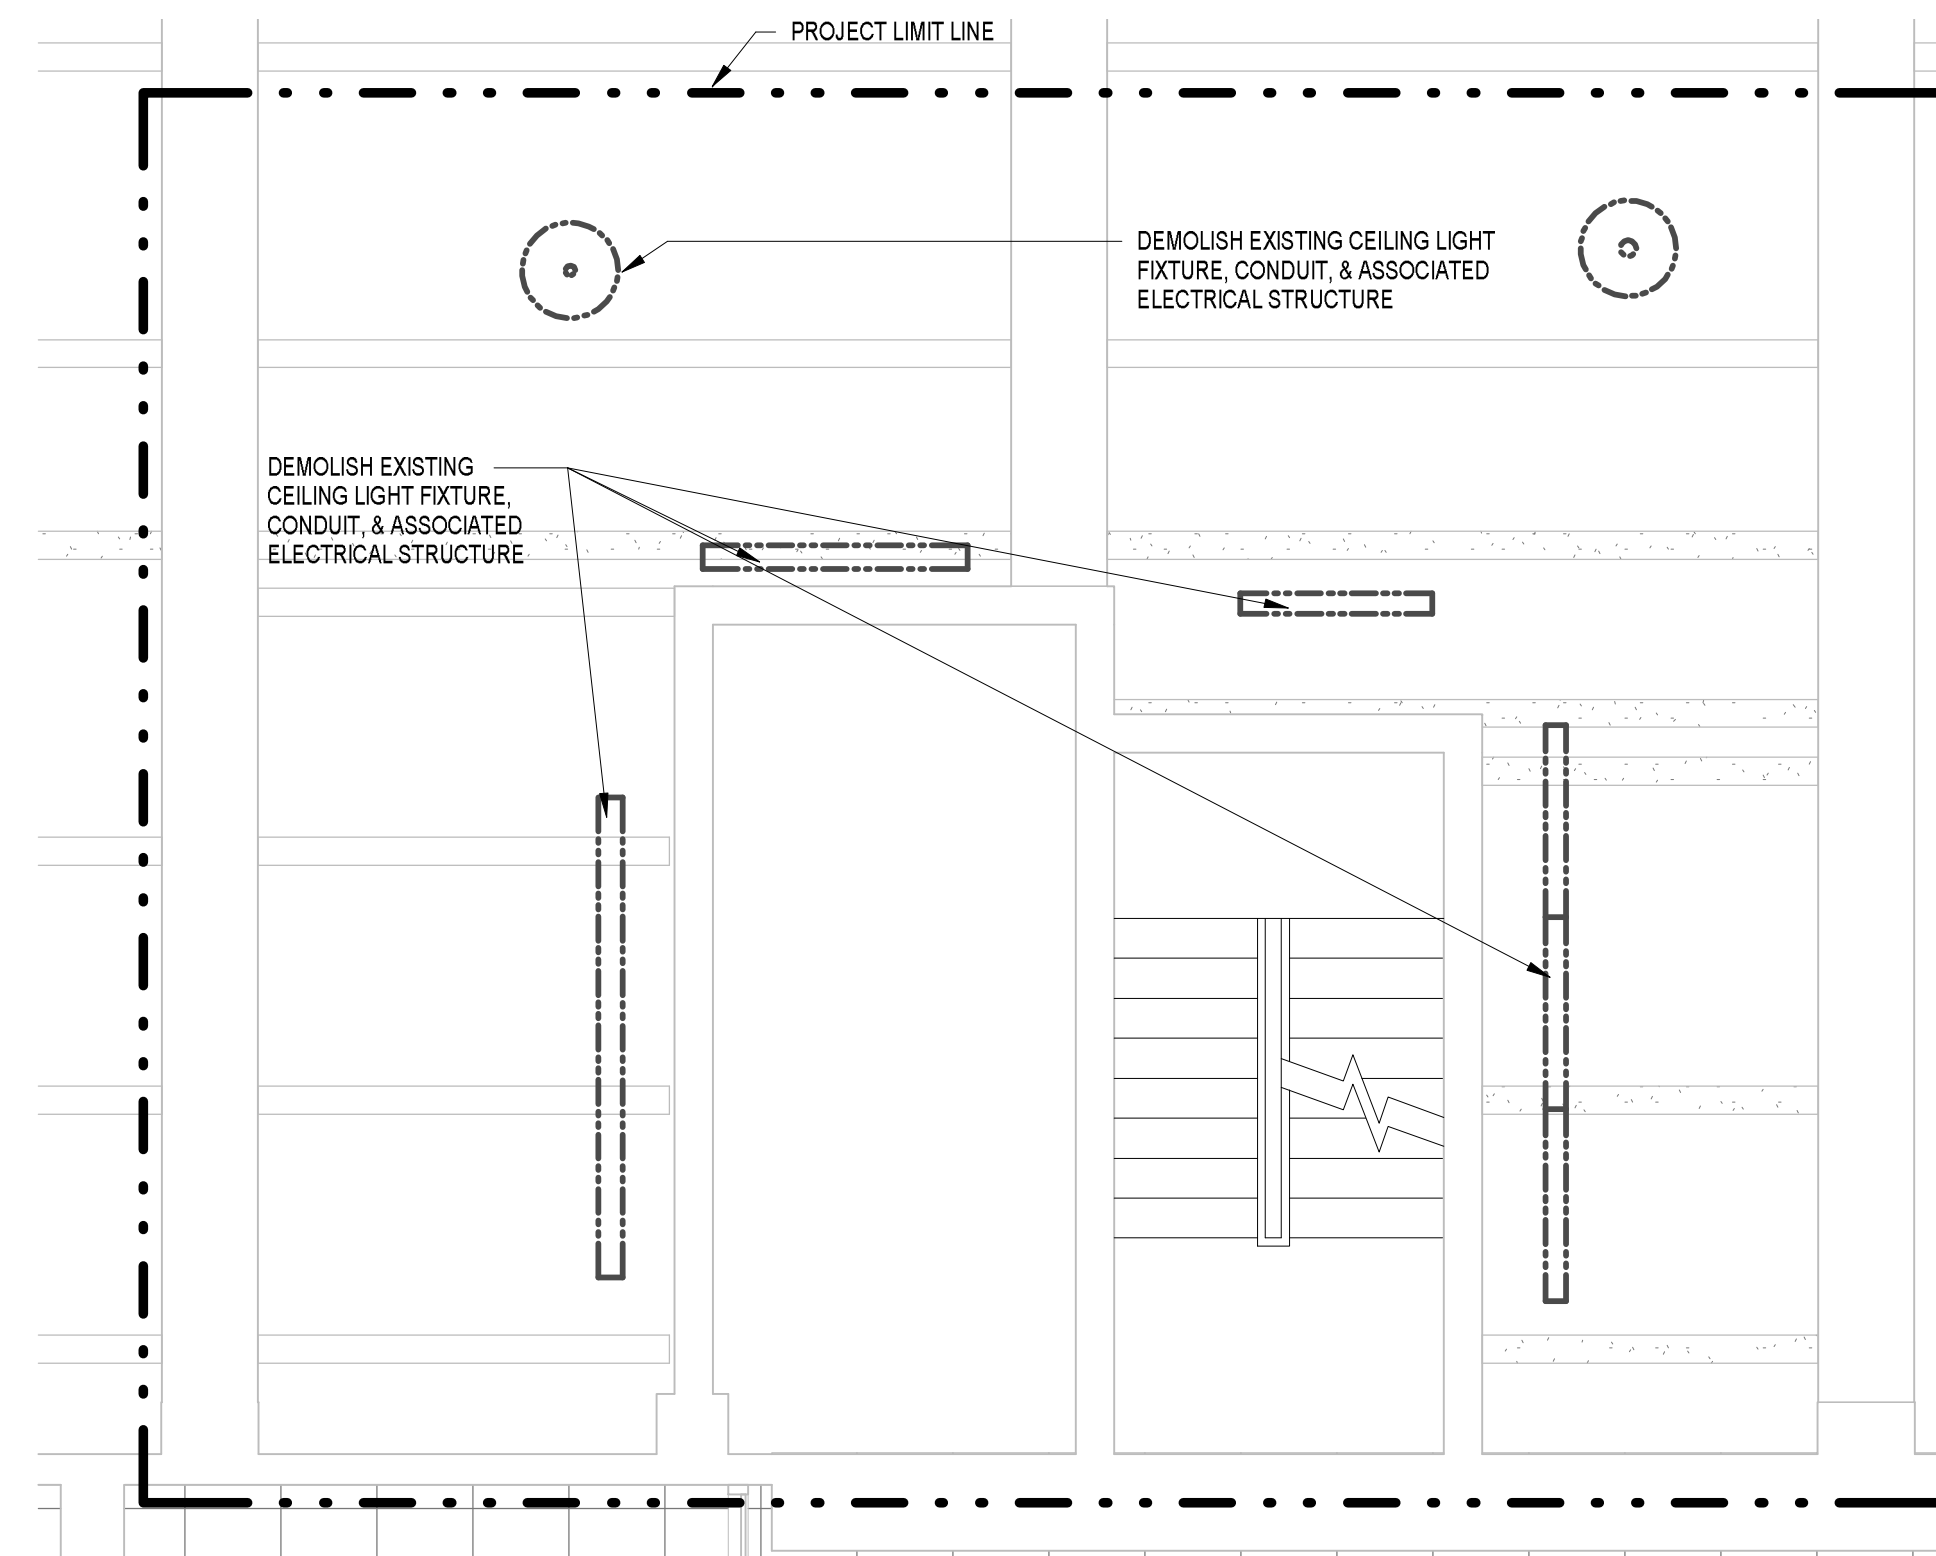 PROJECT LIMIT LINE
DEMOLISH EXISTING CEILING LIGHT
FIXTURE, CONDUIT, & ASSOCIATED
ELECTRICAL STRUCTURE
DEMOLISH EXISTING
CEILING LIGHT FIXTURE,
CONDUIT, & ASSOCIATED
ELECTRICAL STRUCTURE